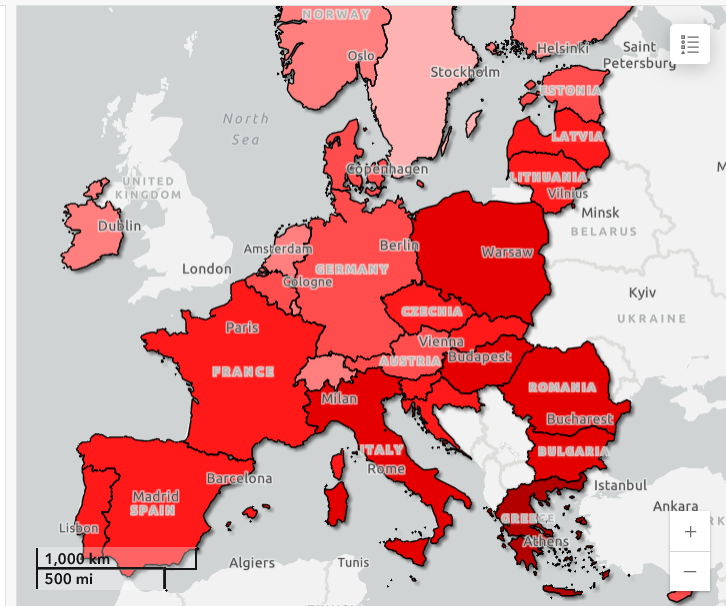 NORWAY
Oslo
Helsinki
Saint
Petersburg
Stockholm
ESTONIA
North
Sea
LATVIA
Copenhagen
UNITED
KINGDOM
LITHUANIA
Vilnius
Minsk
BELARUS
Dublin
Amsterdam
Berlin
Warsaw
London
GERMANY
Cologne
Kyiv
UKRAINE
CZECHIA
Paris
Vienna
Budapest
AUSTRIA
FRANCE
ROMANIA
Milan
Bucharest
ITALY
BULGARIA
Rome
Barcelona
Istanbul
Madrid
SPAIN
Ankara
GREECE
Lisbon
Athens
+
1,000 km
500 mi
Algiers
Tunis
−